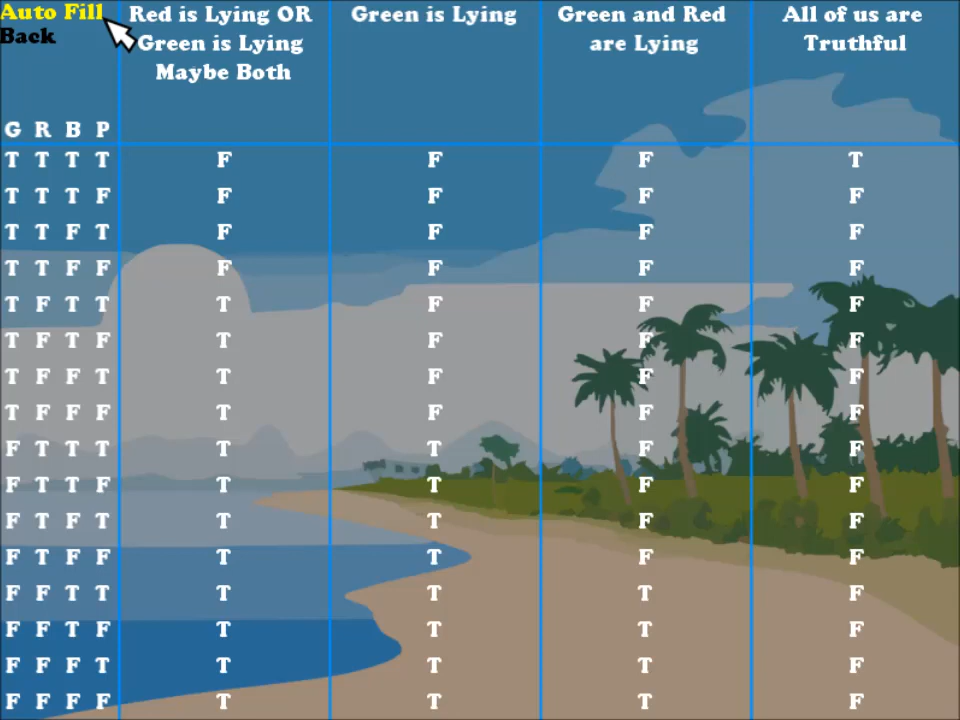 Auto Fill
Back
Red is Lying OR
Green is Lying
Maybe Both
Green is Lying
Green and Red
are Lying
All of us are
Truthful
G R B P
T T T T F F F T
T T T F F F F F
T T F T F F F F
T T F F F F F F
T F T T T F F F
T F T F T F F F
T F F T T F F F
T F F F T F F F
F T T T T T F F
F T T F T T F F
F T F T T T F F
F T F F T T F F
F F T T T T T F
F F T F T T T F
F F F T T T T F
F F F F T T T F